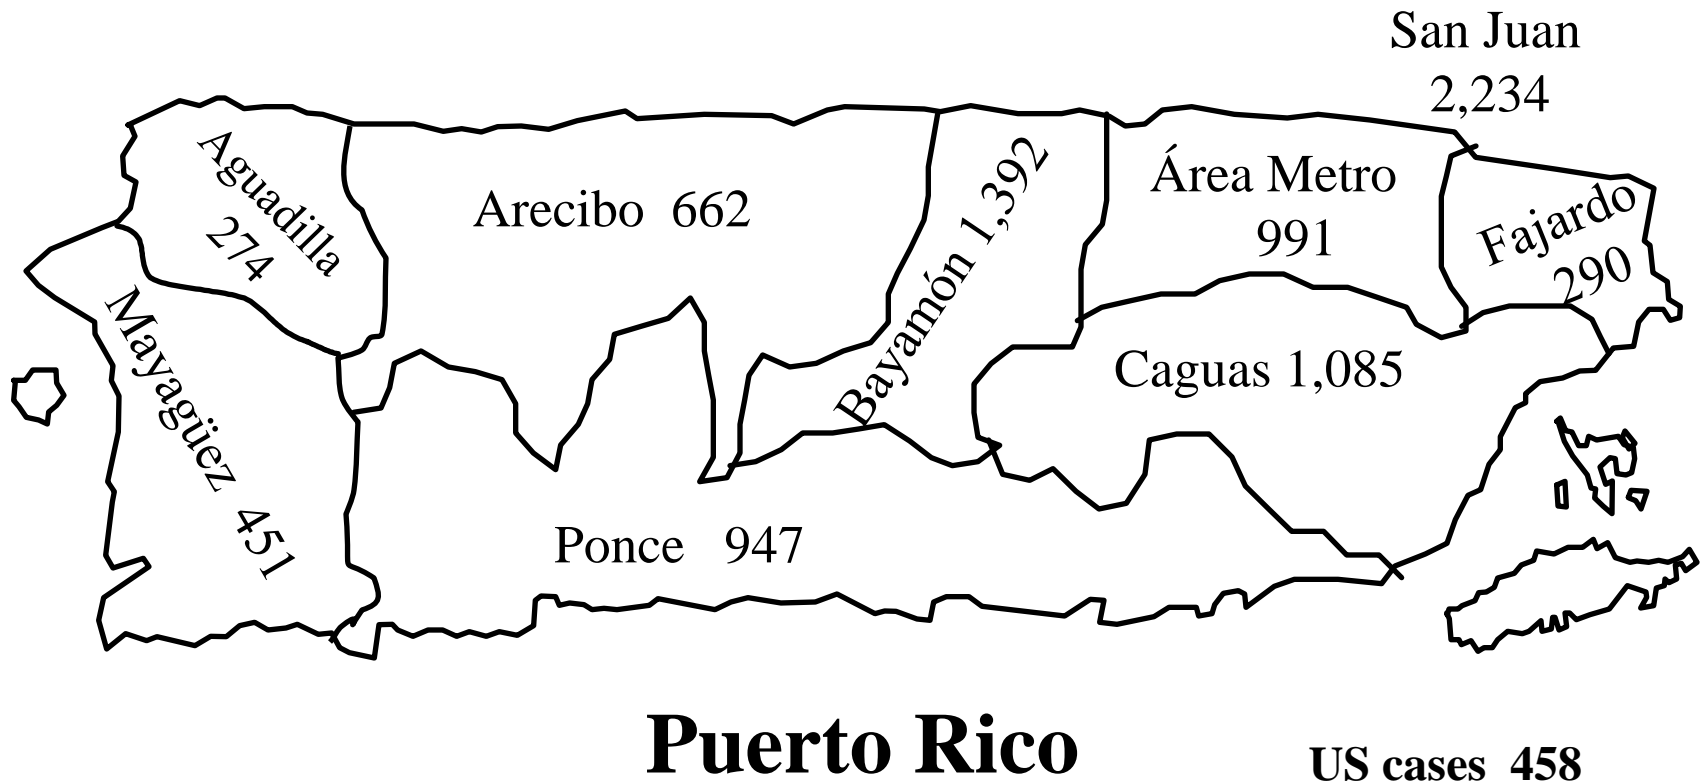 San Juan
2,234
Aguadilla
274
Arecibo 662
Bayamón 1,392
Área Metro
991
Fajardo
290
Mayagüez 451
Caguas 1,085
Ponce 947
Puerto Rico
US cases 458